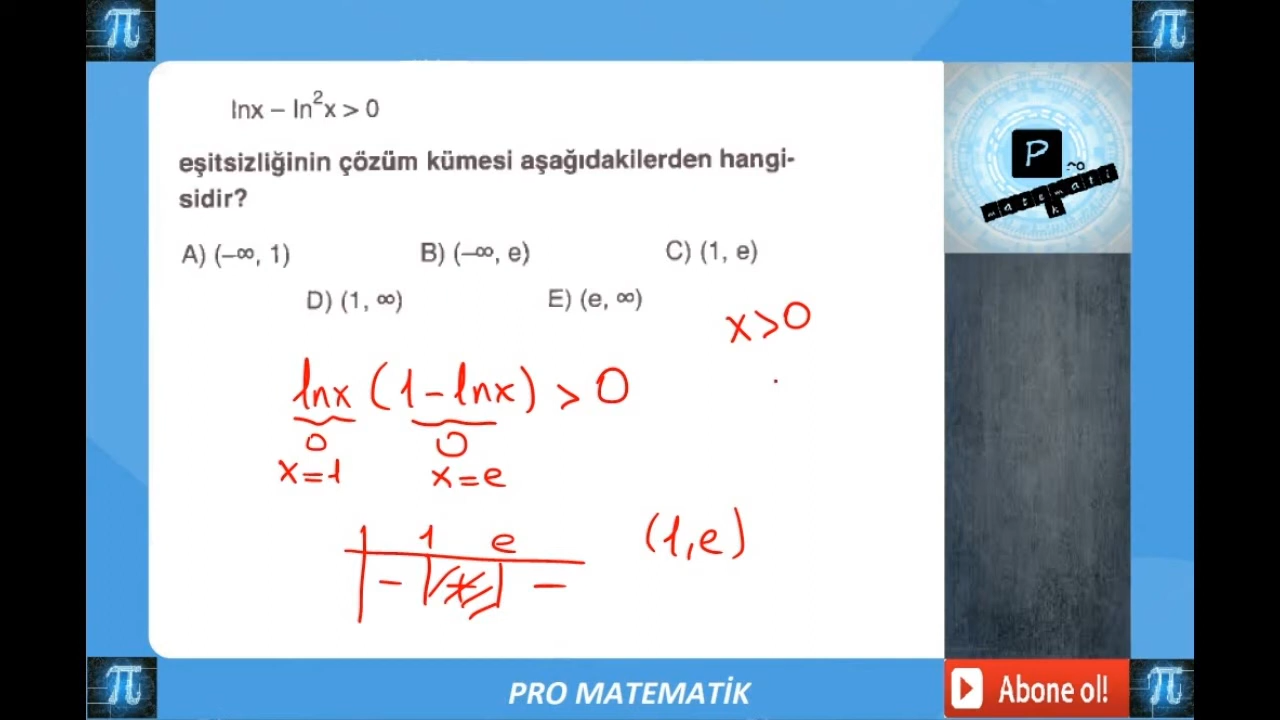 lnx – ln²x > 0
eşitsizliğinin çözüm kümesi aşağıdakilerden hangi-
sidir?
A) (–∞, 1) B) (–∞, e) C) (1, e)
D) (1, ∞) E) (e, ∞)
x>0
lnx (1 – lnx) > 0
0 0
x=1 x=e
1 e
– + –
(1,e)
P
matematik
PRO MATEMATİK
Abone ol!